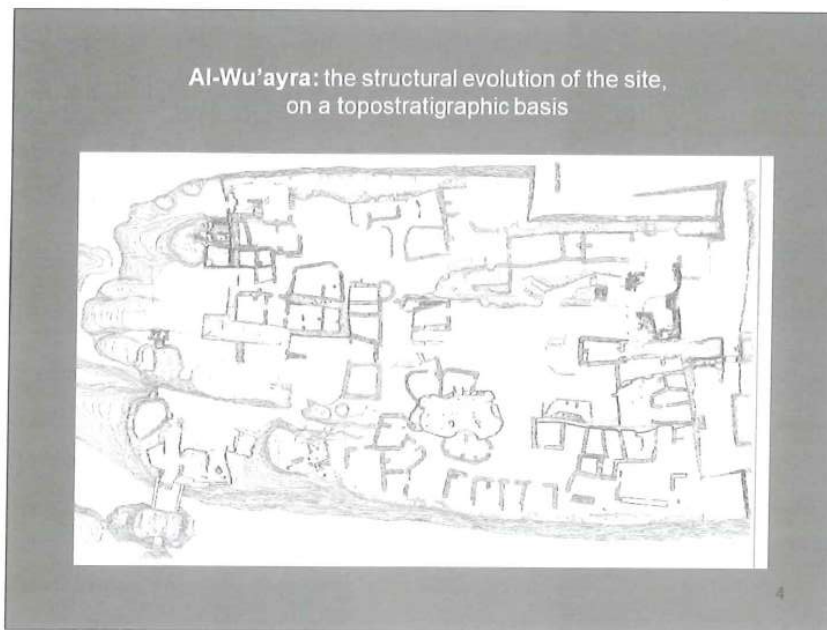 Al-Wu'ayra: the structural evolution of the site,
on a topostratigraphic basis
4